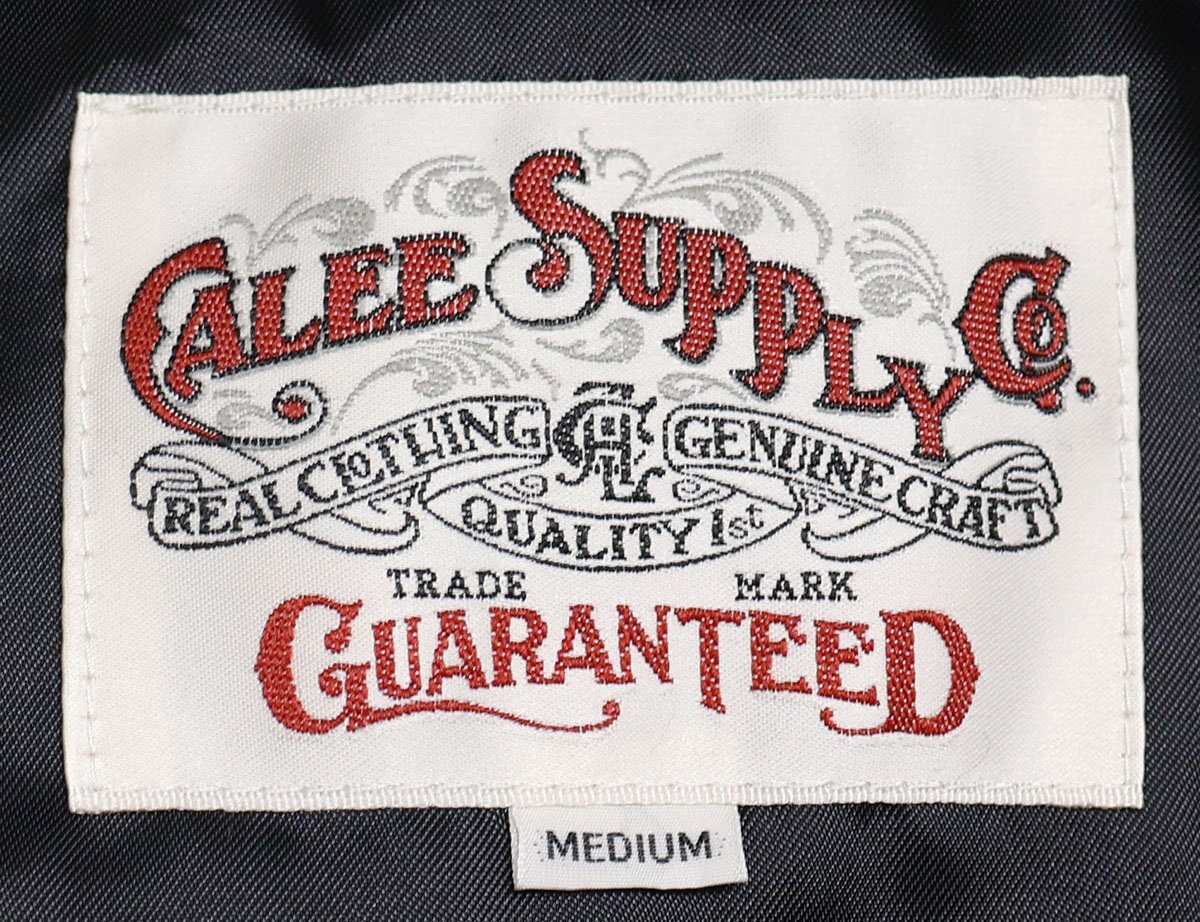 CALEE SUPPLY Co.
REAL CLOTHING GENUINE CRAFT
QUALITY 1st
TRADE MARK
GUARANTEED
MEDIUM